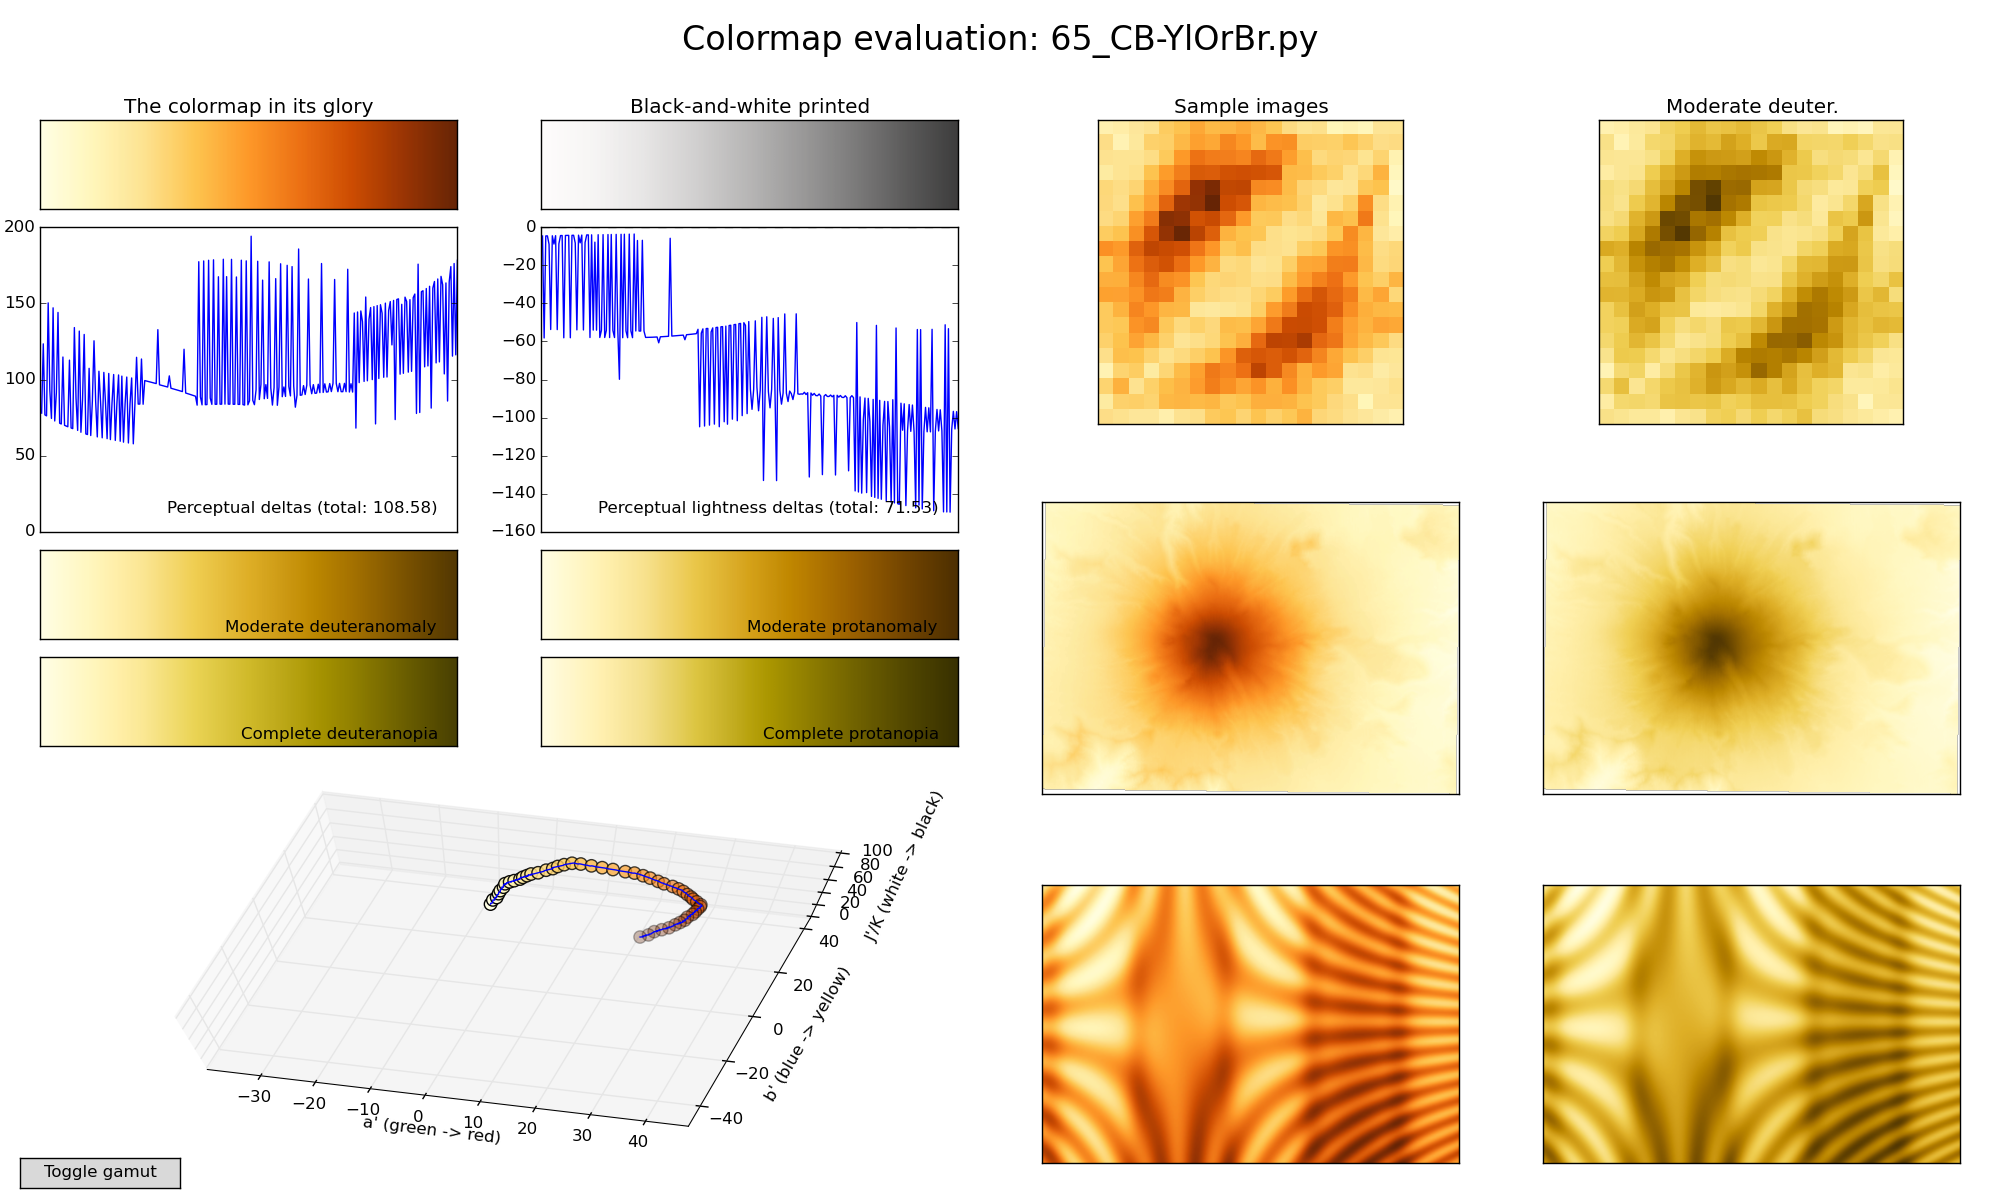 Colormap evaluation: 65_CB-YlOrBr.py
The colormap in its glory
Black-and-white printed
Sample images
Moderate deuter.
200
150
100
50
0
Perceptual deltas (total: 108.58)
0
−20
−40
−60
−80
−100
−120
−140
−160
Perceptual lightness deltas (total: 71.53)
Moderate deuteranomaly
Moderate protanomaly
Complete deuteranopia
Complete protanopia
−30
−20
−10
0
10
20
30
40
a' (green -> red)
−40
−20
0
20
40
b' (blue -> yellow)
0
20
40
60
80
100
J'/K (white -> black)
Toggle gamut